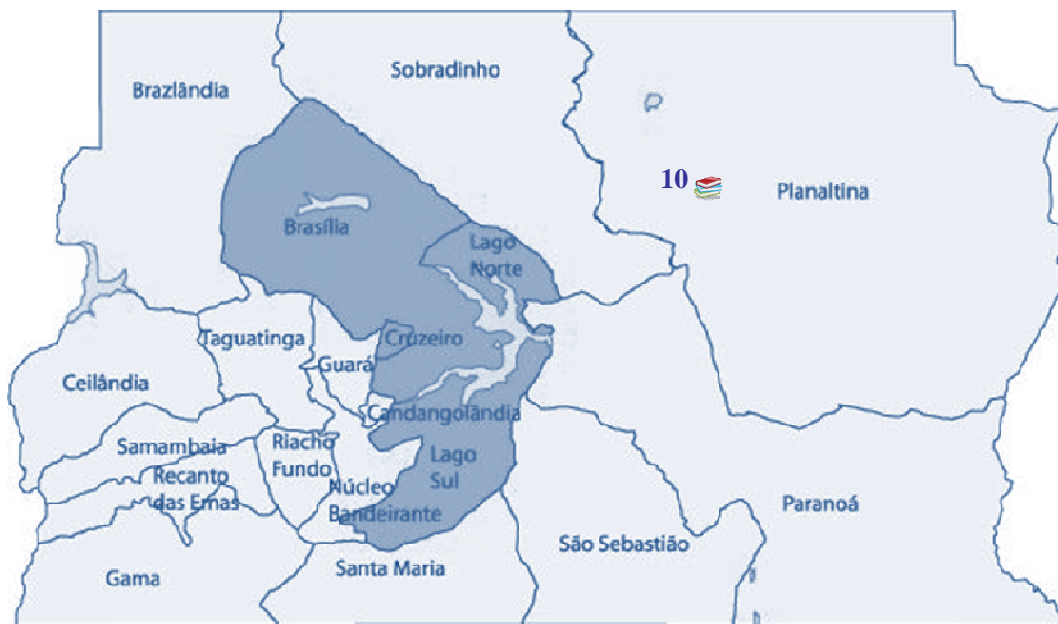 Sobradinho
Brazlândia
10
Planaltina
Brasília
Lago
Norte
Taguatinga
Cruzeiro
Guará
Ceilândia
Candangolândia
Samambaia
Riacho
Fundo
Lago
Sul
Recanto
das Emas
Núcleo
Bandeirante
Paranoá
São Sebastião
Santa Maria
Gama